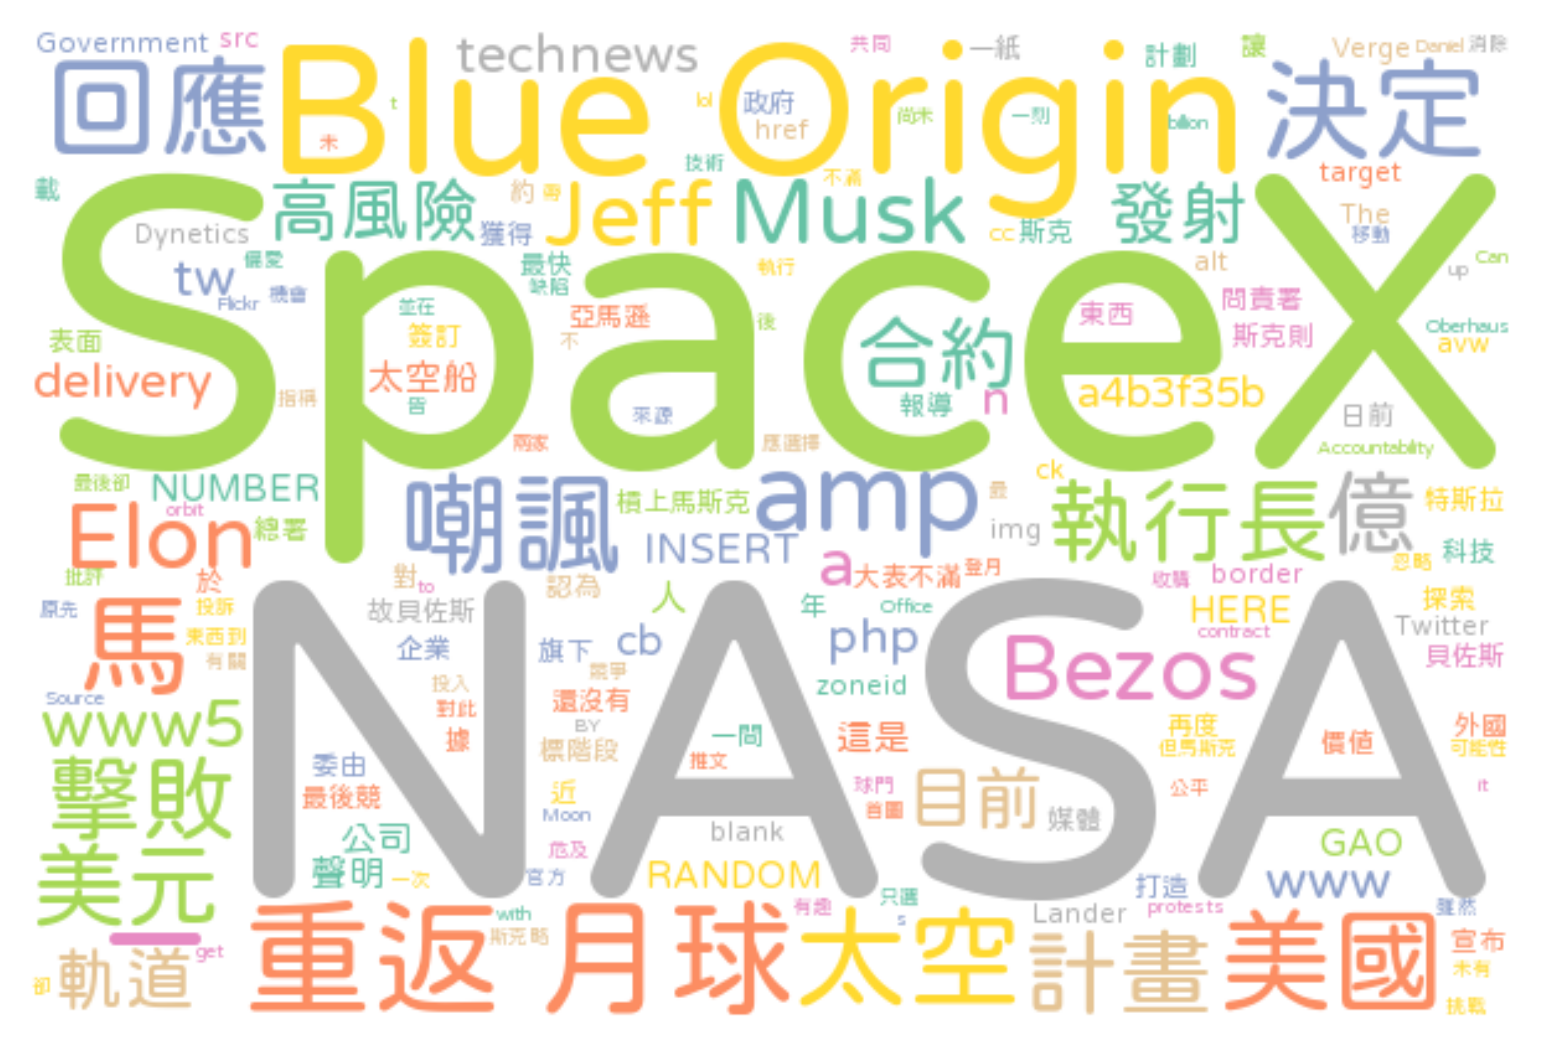 Government src technews 共同 一紙 計劃 讓 Verge Daniel 消除
回應 Blue Origin 決定
t lol 政府 href 尚未 一刻 billion
未 技術 不滿 target
載 高風險 約 需 Jeff Musk 發射 The
Dynetics 獲得 cc 斯克 移動
tw 偏愛 最快 執行 alt up Can
Flickr 機會 缺陷 問責署
SpaceX
並在 亞馬遜 後 東西 Oberhaus
表面 簽訂 不 合約 斯克則 avw
delivery 太空船 a4b3f35b
指稱 皆 來源 報導 n 日前
兩家 應選擇 Accountability
最後卻 NUMBER 嘲諷 槓上馬斯克 amp 最 ck 執行長 億 特斯拉
orbit
Elon 總署 INSERT img 科技
批評 於 對 to 認為 a 大表不滿 登月 收購 border 忽略
原先 投訴 故貝佐斯 人 年 Office HERE 探索
馬 東西到 NASA contract Twitter
有關 企業 旗下 cb php Bezos 貝佐斯
Source 投入 競爭 zoneid
www5 對此 還沒有 再度 外國
據 BY 一間 這是 但馬斯克 價值 可能性
委由 標階段 推文
擊敗 最後競 近 球門 目前 公平 it
Moon 首圖 媒體
公司 blank GAO
美元 聲明 一次 危及 官方 RANDOM 只選 打造 www
with 有趣 s Lander protests 雖然
重返 月球 太空 計畫 美國
軌道 get 斯克略 宣布
卻 未有
挑戰